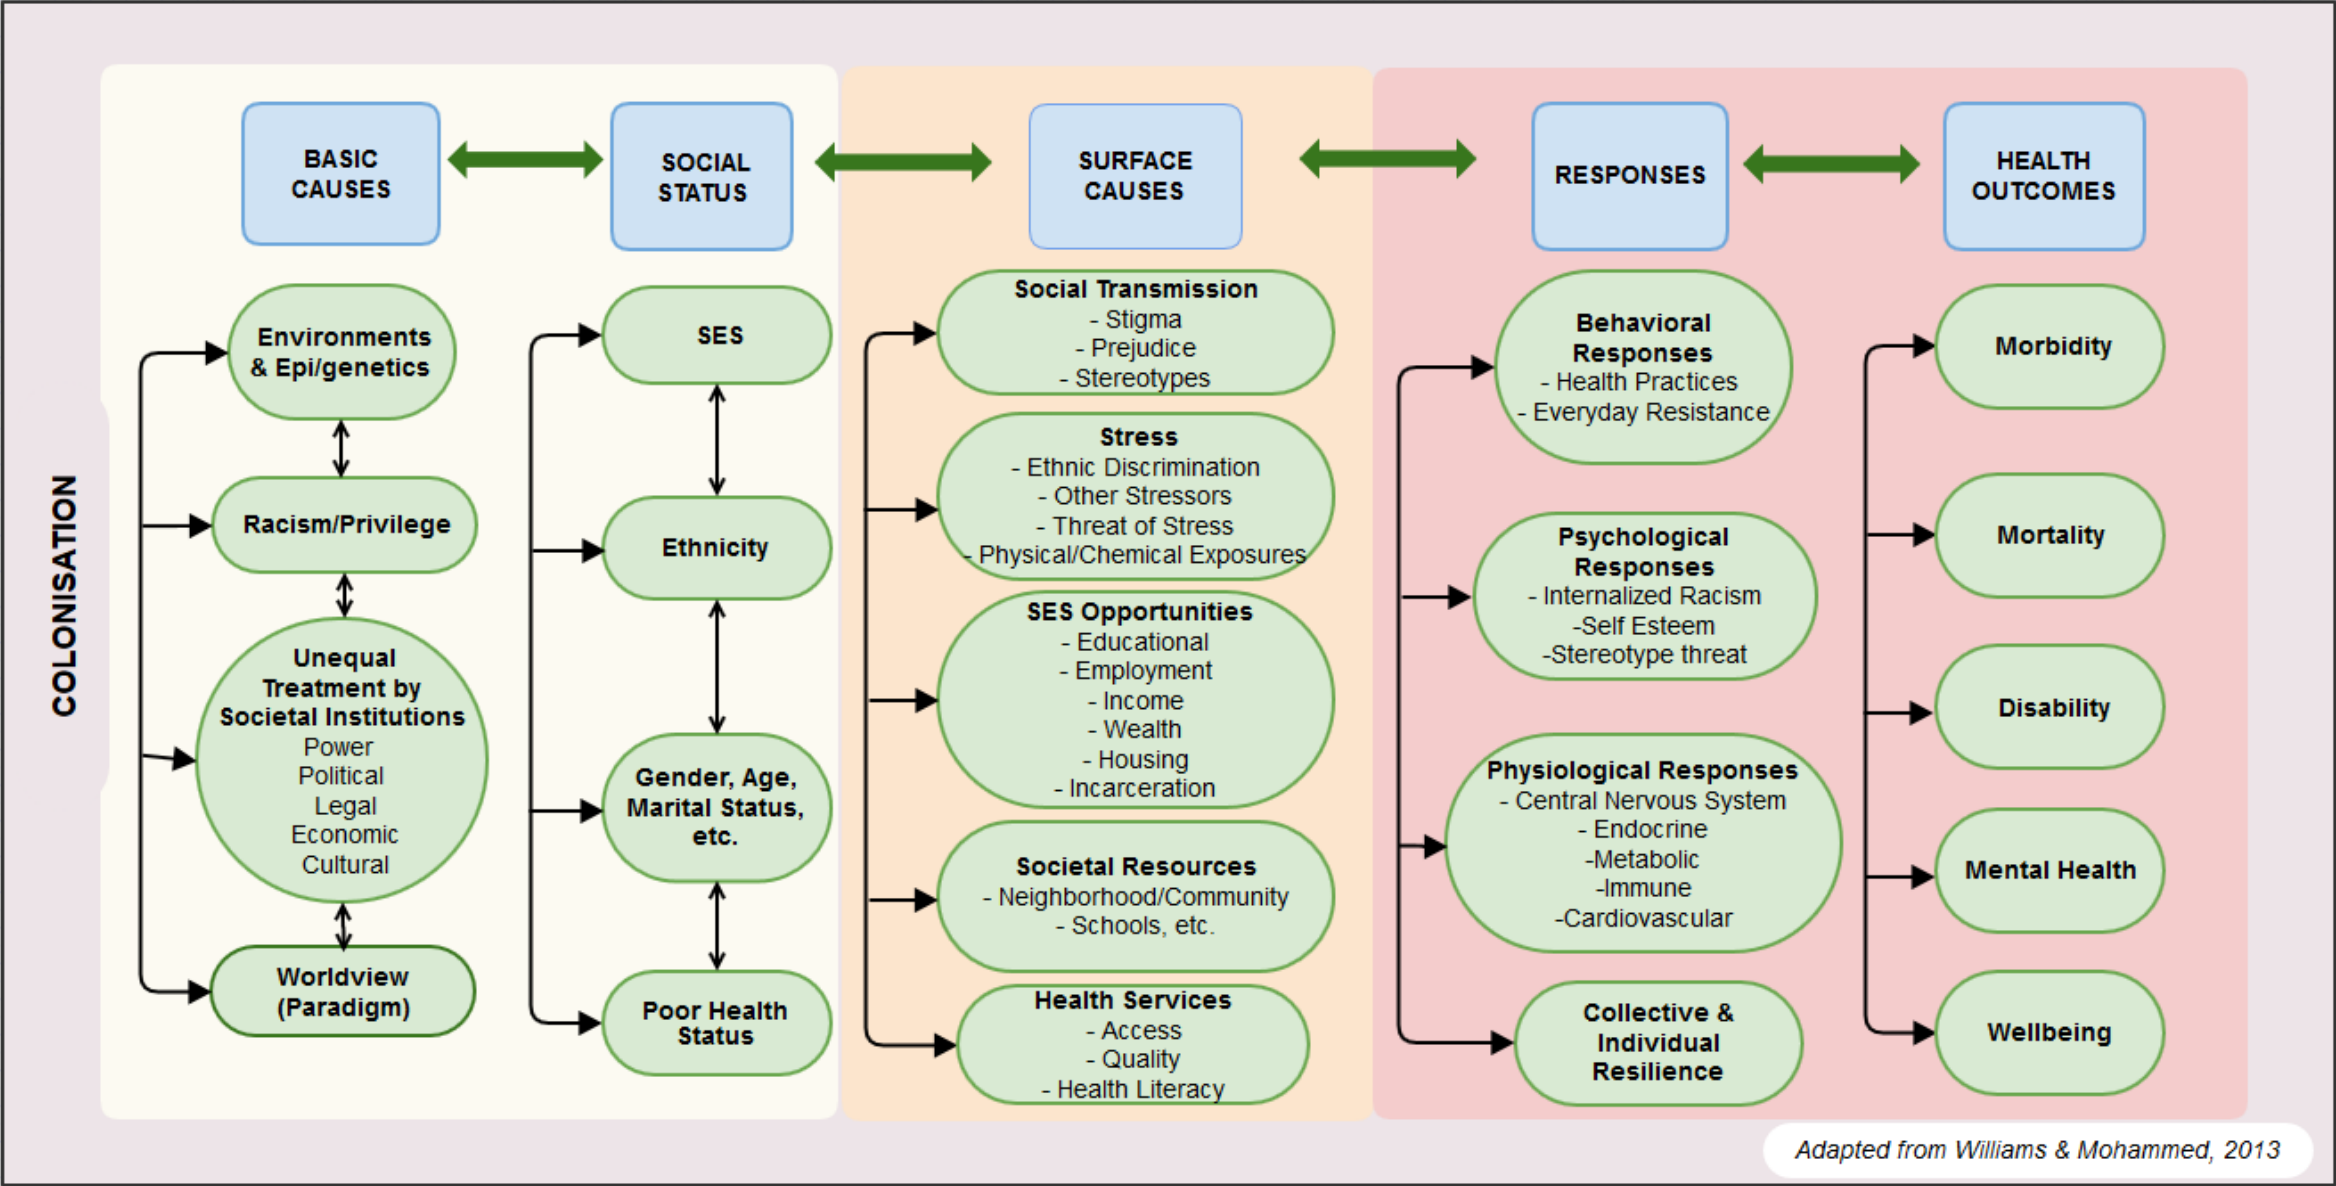 COLONISATION
BASIC
CAUSES
SOCIAL
STATUS
SURFACE
CAUSES
RESPONSES
HEALTH
OUTCOMES
Environments
& Epi/genetics
Racism/Privilege
Unequal
Treatment by
Societal Institutions
Power
Political
Legal
Economic
Cultural
Worldview
(Paradigm)
SES
Ethnicity
Gender, Age,
Marital Status,
etc.
Poor Health
Status
Social Transmission
- Stigma
- Prejudice
- Stereotypes
Stress
- Ethnic Discrimination
- Other Stressors
- Threat of Stress
- Physical/Chemical Exposures
SES Opportunities
- Educational
- Employment
- Income
- Wealth
- Housing
- Incarceration
Societal Resources
- Neighborhood/Community
- Schools, etc.
Health Services
- Access
- Quality
- Health Literacy
Behavioral
Responses
- Health Practices
- Everyday Resistance
Psychological
Responses
- Internalized Racism
-Self Esteem
-Stereotype threat
Physiological Responses
- Central Nervous System
- Endocrine
-Metabolic
-Immune
-Cardiovascular
Collective &
Individual
Resilience
Morbidity
Mortality
Disability
Mental Health
Wellbeing
Adapted from Williams & Mohammed, 2013